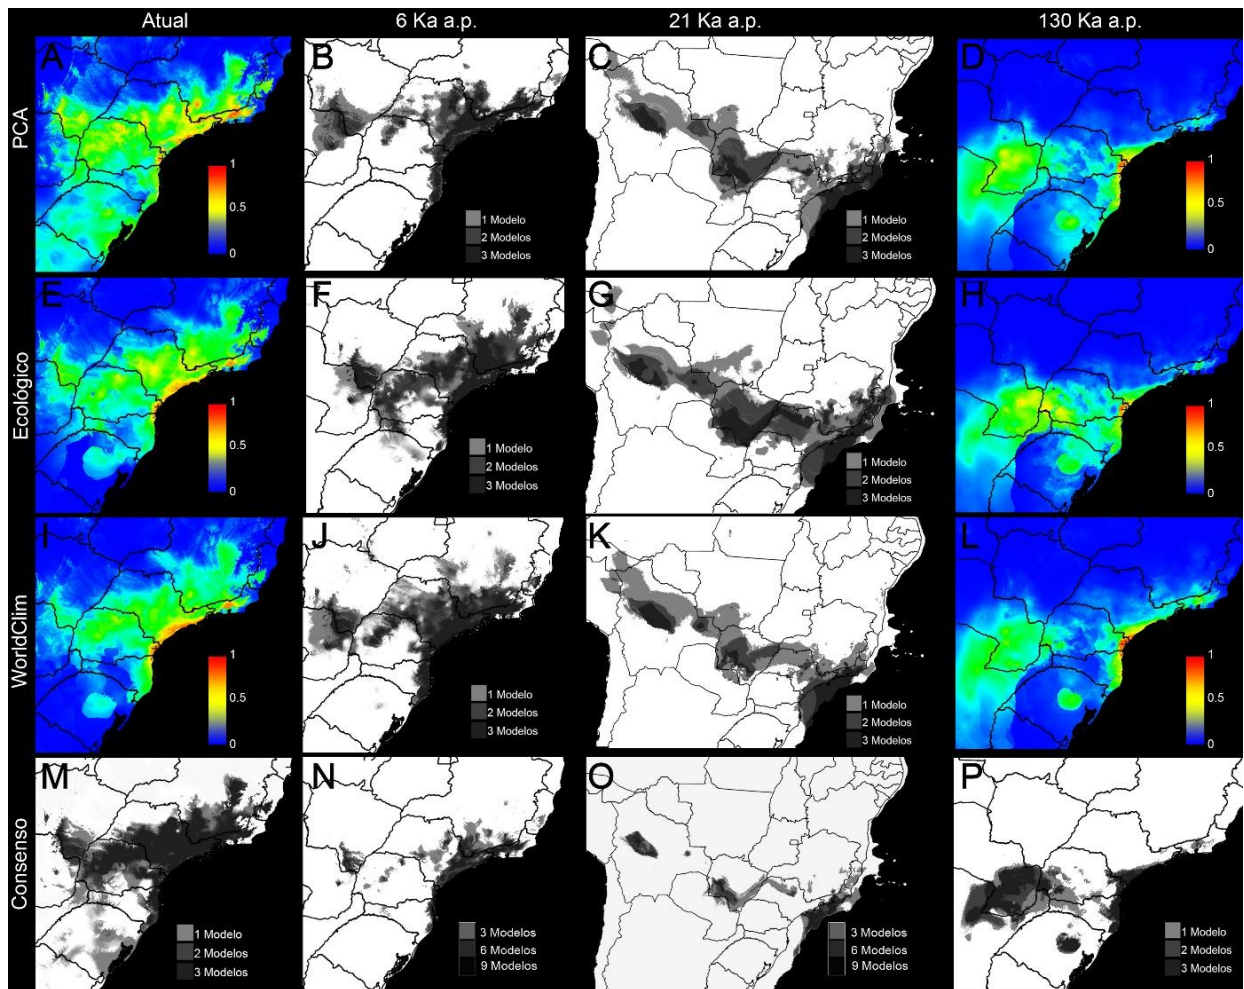 Atual 6 Ka a.p. 21 Ka a.p. 130 Ka a.p.
PCA
A B C D
1
0.5
0
1 Modelo
2 Modelos
3 Modelos
1 Modelo
2 Modelos
3 Modelos
1
0.5
0
Ecológico
E F G H
1
0.5
0
1 Modelo
2 Modelos
3 Modelos
1 Modelo
2 Modelos
3 Modelos
1
0.5
0
WorldClim
I J K L
1
0.5
0
1 Modelo
2 Modelos
3 Modelos
1 Modelo
2 Modelos
3 Modelos
1
0.5
0
Consenso
M N O P
1 Modelo
2 Modelos
3 Modelos
3 Modelos
6 Modelos
9 Modelos
3 Modelos
6 Modelos
9 Modelos
1 Modelo
2 Modelos
3 Modelos